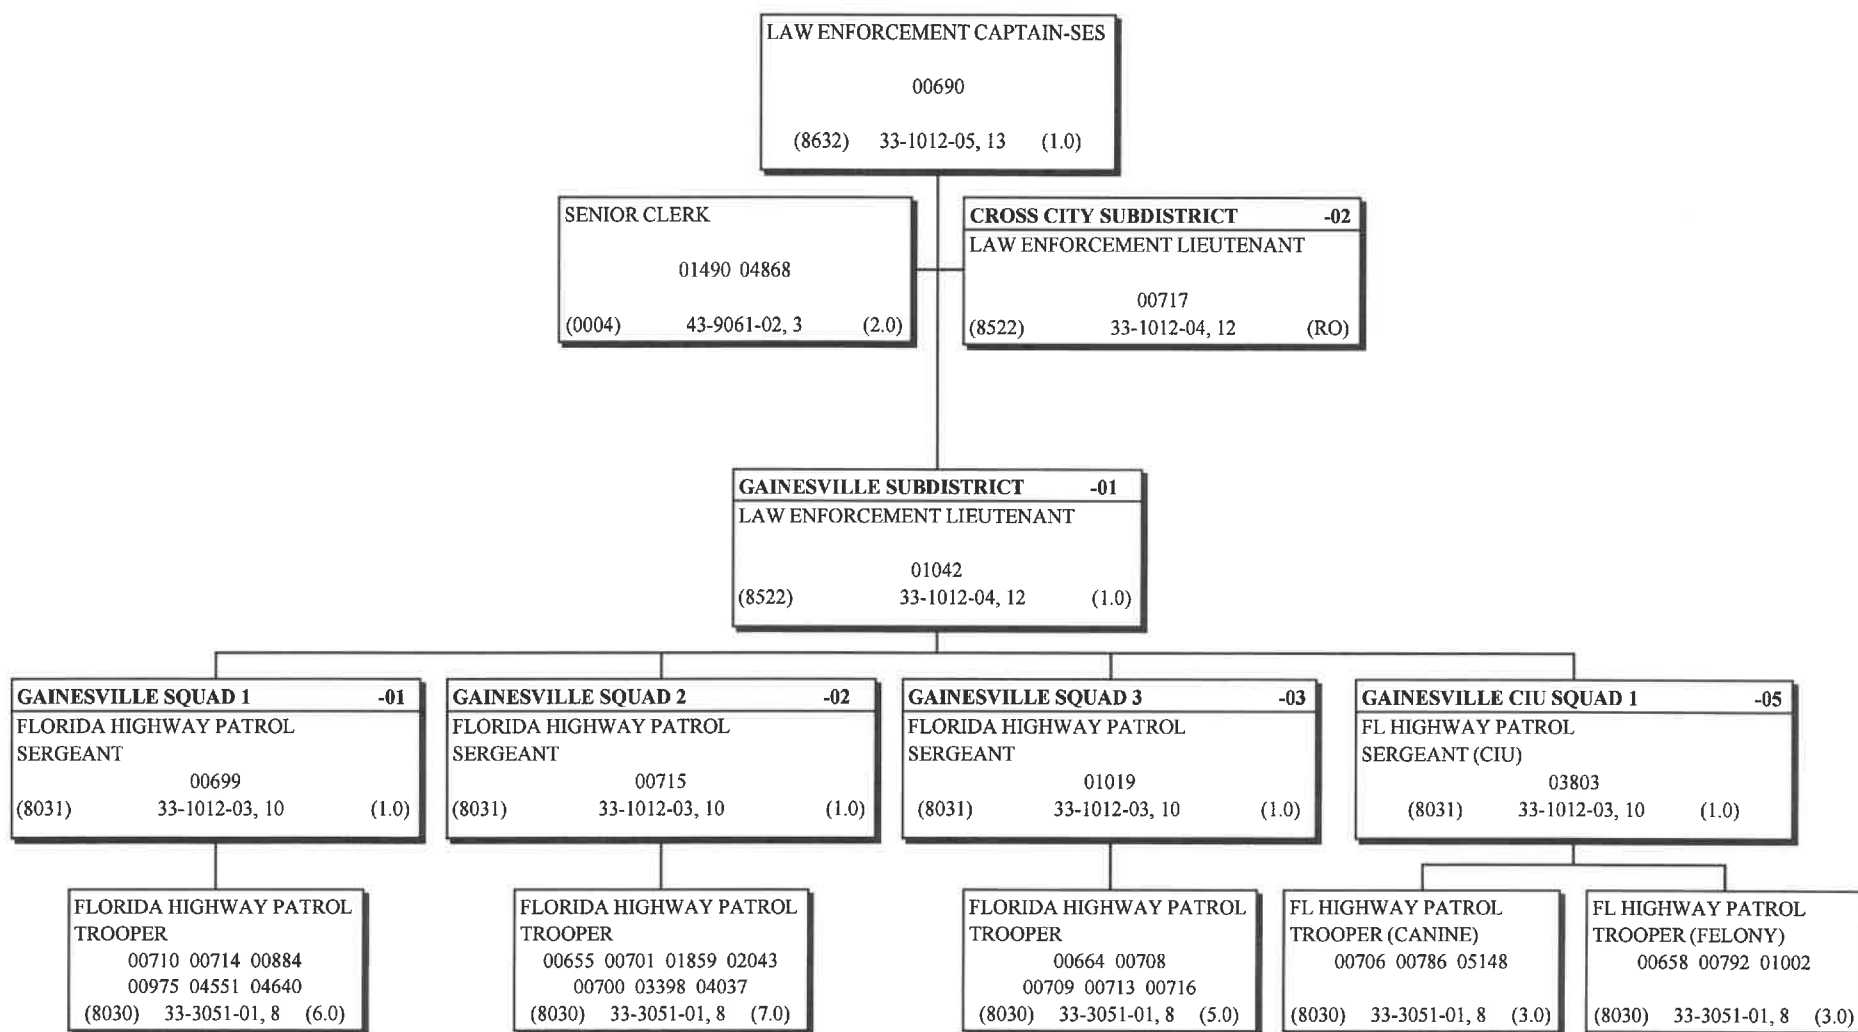 LAW ENFORCEMENT CAPTAIN-SES
00690
(8632) 33-1012-05, 13 (1.0)
SENIOR CLERK
01490 04868
(0004) 43-9061-02, 3 (2.0)
CROSS CITY SUBDISTRICT -02
LAW ENFORCEMENT LIEUTENANT
00717
(8522) 33-1012-04, 12 (RO)
GAINESVILLE SUBDISTRICT -01
LAW ENFORCEMENT LIEUTENANT
01042
(8522) 33-1012-04, 12 (1.0)
GAINESVILLE SQUAD 1 -01
FLORIDA HIGHWAY PATROL
SERGEANT
00699
(8031) 33-1012-03, 10 (1.0)
GAINESVILLE SQUAD 2 -02
FLORIDA HIGHWAY PATROL
SERGEANT
00715
(8031) 33-1012-03, 10 (1.0)
GAINESVILLE SQUAD 3 -03
FLORIDA HIGHWAY PATROL
SERGEANT
01019
(8031) 33-1012-03, 10 (1.0)
GAINESVILLE CIU SQUAD 1 -05
FL HIGHWAY PATROL
SERGEANT (CIU)
03803
(8031) 33-1012-03, 10 (1.0)
FLORIDA HIGHWAY PATROL
TROOPER
00710 00714 00884
00975 04551 04640
(8030) 33-3051-01, 8 (6.0)
FLORIDA HIGHWAY PATROL
TROOPER
00655 00701 01859 02043
00700 03398 04037
(8030) 33-3051-01, 8 (7.0)
FLORIDA HIGHWAY PATROL
TROOPER
00664 00708
00709 00713 00716
(8030) 33-3051-01, 8 (5.0)
FL HIGHWAY PATROL
TROOPER (CANINE)
00706 00786 05148
(8030) 33-3051-01, 8 (3.0)
FL HIGHWAY PATROL
TROOPER (FELONY)
00658 00792 01002
(8030) 33-3051-01, 8 (3.0)